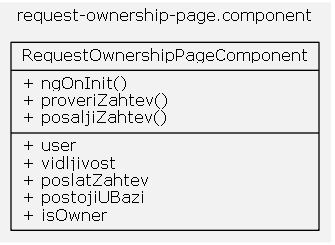 request-ownership-page.component
RequestOwnershipPageComponent
+ ngOnInit()
+ proveriZahtev()
+ posaljiZahtev()
+ user
+ vidljivost
+ poslatZahtev
+ postojiUBazi
+ isOwner